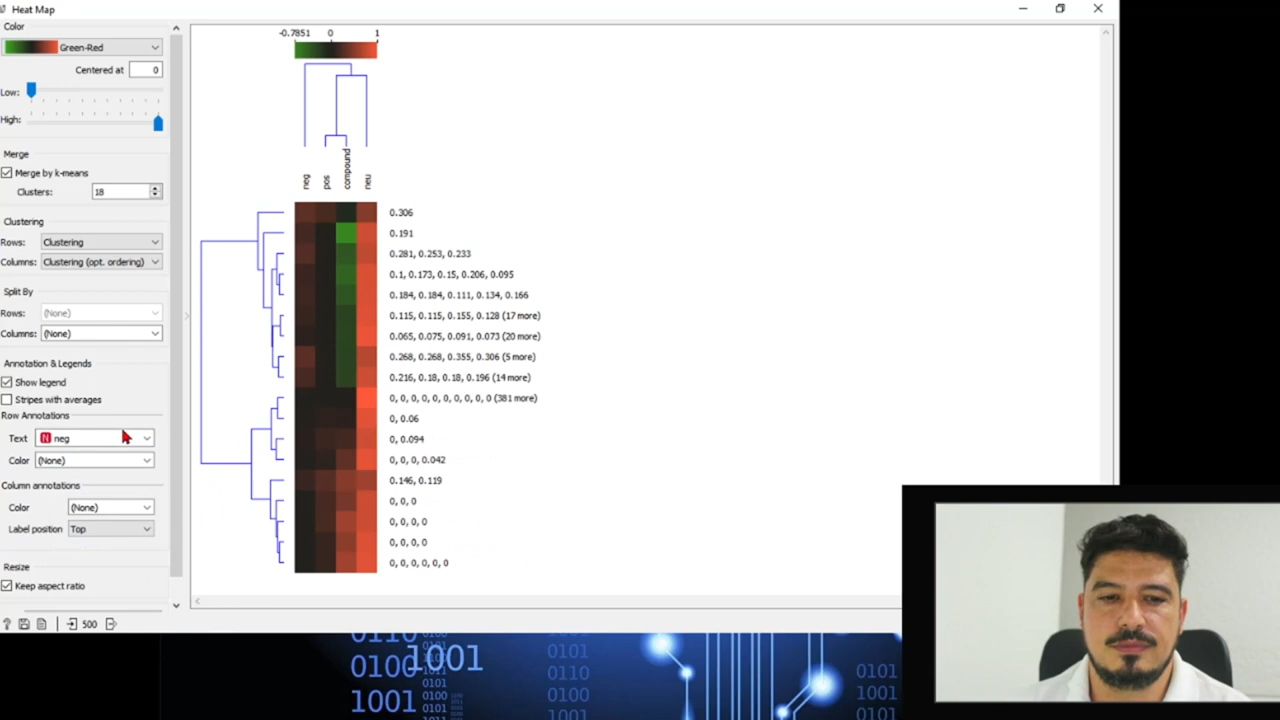 Heat Map
Color
Green-Red
Centered at 0
Low:
High:
Merge
Merge by k-means
Clusters: 18
Clustering
Rows: Clustering
Columns: Clustering (opt. ordering)
Split By
Rows: (None)
Columns: (None)
Annotation & Legends
Show legend
Stripes with averages
Row Annotations
Text N neg
Color (None)
Column annotations
Color (None)
Label position Top
Resize
Keep aspect ratio
? 500
-0.7851 0 1
neg pos compound neu
0.306
0.191
0.281, 0.253, 0.233
0.1, 0.173, 0.15, 0.206, 0.095
0.184, 0.184, 0.111, 0.134, 0.166
0.115, 0.115, 0.155, 0.128 (17 more)
0.065, 0.075, 0.091, 0.073 (20 more)
0.268, 0.268, 0.355, 0.306 (5 more)
0.216, 0.18, 0.18, 0.196 (14 more)
0, 0, 0, 0, 0, 0, 0, 0, 0 (381 more)
0, 0.06
0, 0.094
0, 0, 0, 0.042
0.146, 0.119
0, 0, 0
0, 0, 0, 0
0, 0, 0, 0
0, 0, 0, 0, 0, 0
0100
1001
1001
0101
0110
0100
0101
1001